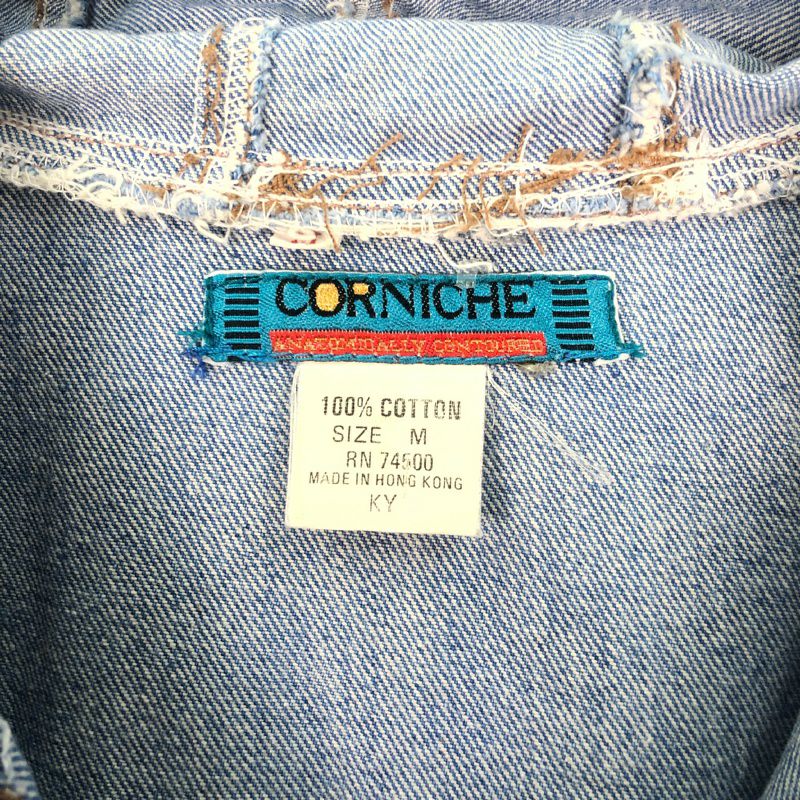 CORNICHE
ANATOMICALLY CONTOURED
100% COTTON
SIZE M
RN 74500
MADE IN HONG KONG
KY